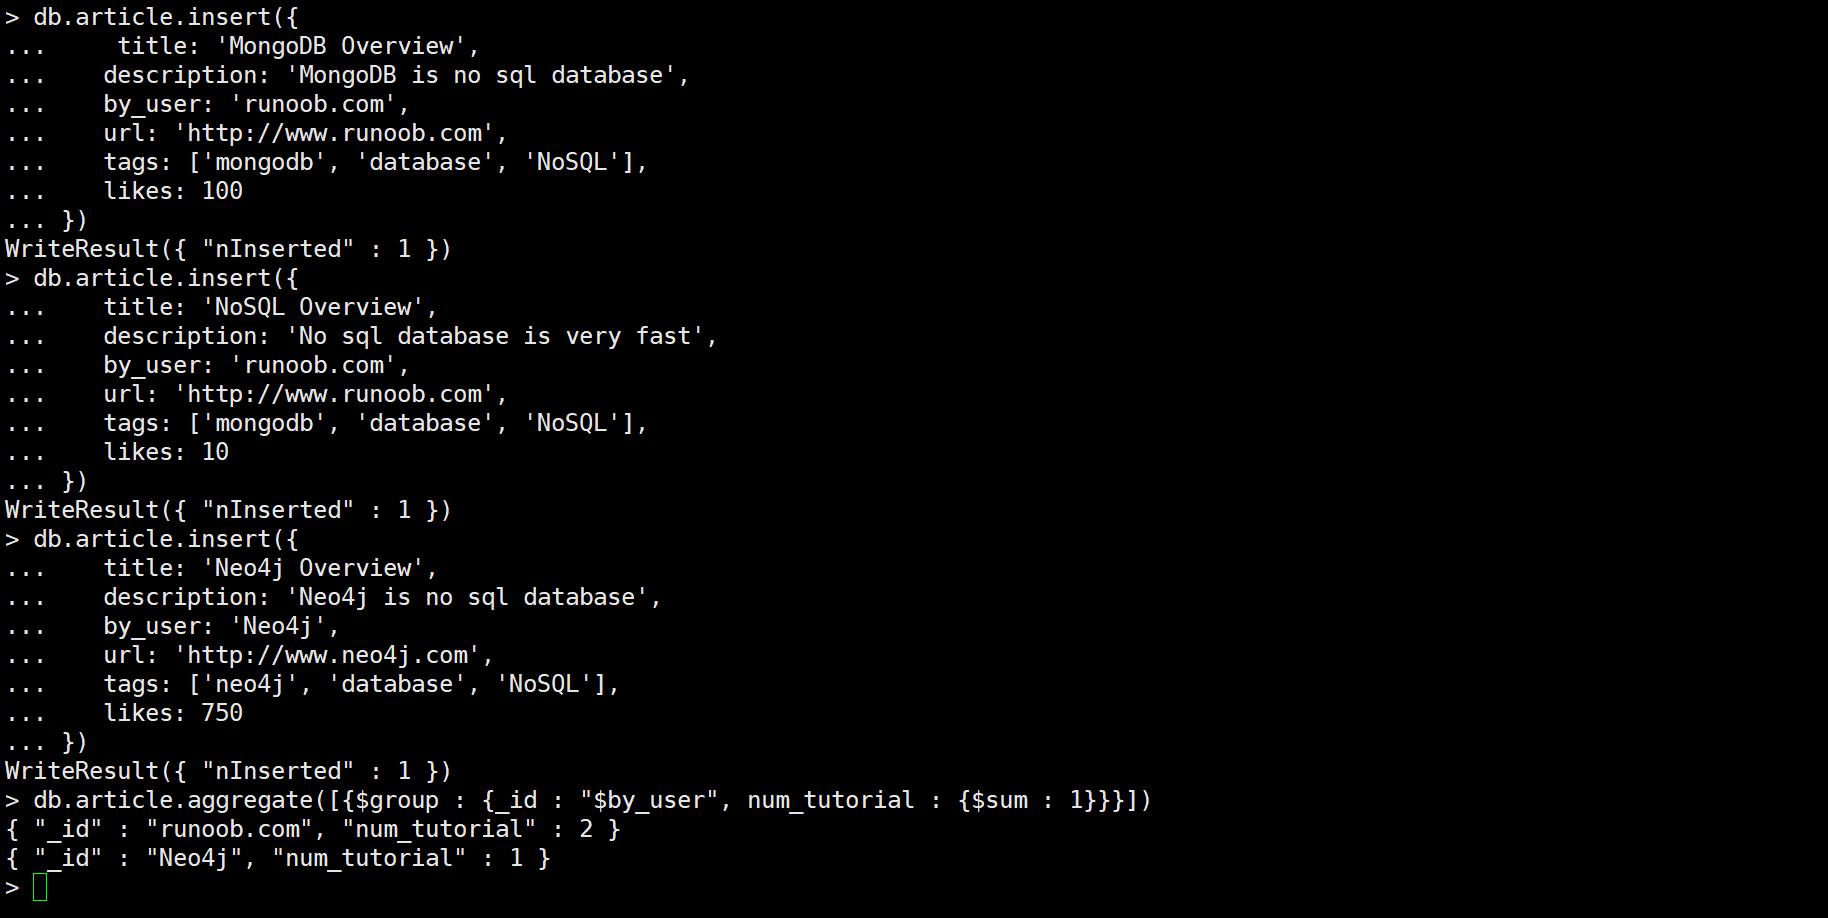 > db.article.insert({
...     title: 'MongoDB Overview',
...    description: 'MongoDB is no sql database',
...    by_user: 'runoob.com',
...    url: 'http://www.runoob.com',
...    tags: ['mongodb', 'database', 'NoSQL'],
...    likes: 100
... })
WriteResult({ "nInserted" : 1 })
> db.article.insert({
...    title: 'NoSQL Overview',
...    description: 'No sql database is very fast',
...    by_user: 'runoob.com',
...    url: 'http://www.runoob.com',
...    tags: ['mongodb', 'database', 'NoSQL'],
...    likes: 10
... })
WriteResult({ "nInserted" : 1 })
> db.article.insert({
...    title: 'Neo4j Overview',
...    description: 'Neo4j is no sql database',
...    by_user: 'Neo4j',
...    url: 'http://www.neo4j.com',
...    tags: ['neo4j', 'database', 'NoSQL'],
...    likes: 750
... })
WriteResult({ "nInserted" : 1 })
> db.article.aggregate([{$group : {_id : "$by_user", num_tutorial : {$sum : 1}}}])
{ "_id" : "runoob.com", "num_tutorial" : 2 }
{ "_id" : "Neo4j", "num_tutorial" : 1 }
>